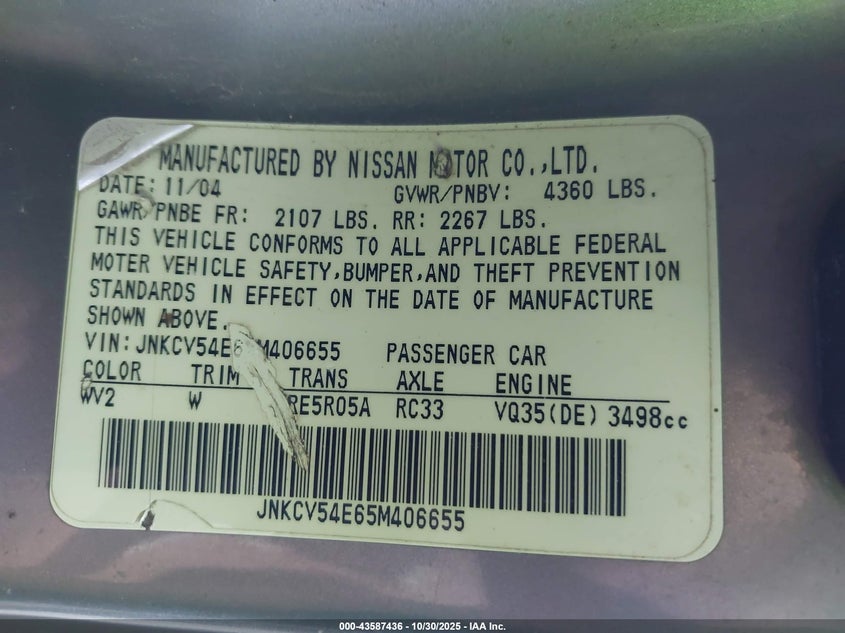 MANUFACTURED BY NISSAN MOTOR CO.,LTD.
DATE: 11/04 GVWR/PNBV: 4360 LBS.
GAWR/PNBE FR: 2107 LBS. RR: 2267 LBS.
THIS VEHICLE CONFORMS TO ALL APPLICABLE FEDERAL
MOTER VEHICLE SAFETY,BUMPER,AND THEFT PREVENTION
STANDARDS IN EFFECT ON THE DATE OF MANUFACTURE
SHOWN ABOVE.
VIN:JNKCV54E65M406655 PASSENGER CAR
COLOR TRIM TRANS AXLE ENGINE
WV2 W RE5R05A RC33 VQ35(DE) 3498cc
JNKCV54E65M406655
000-43587436 - 10/30/2025 - IAA Inc.